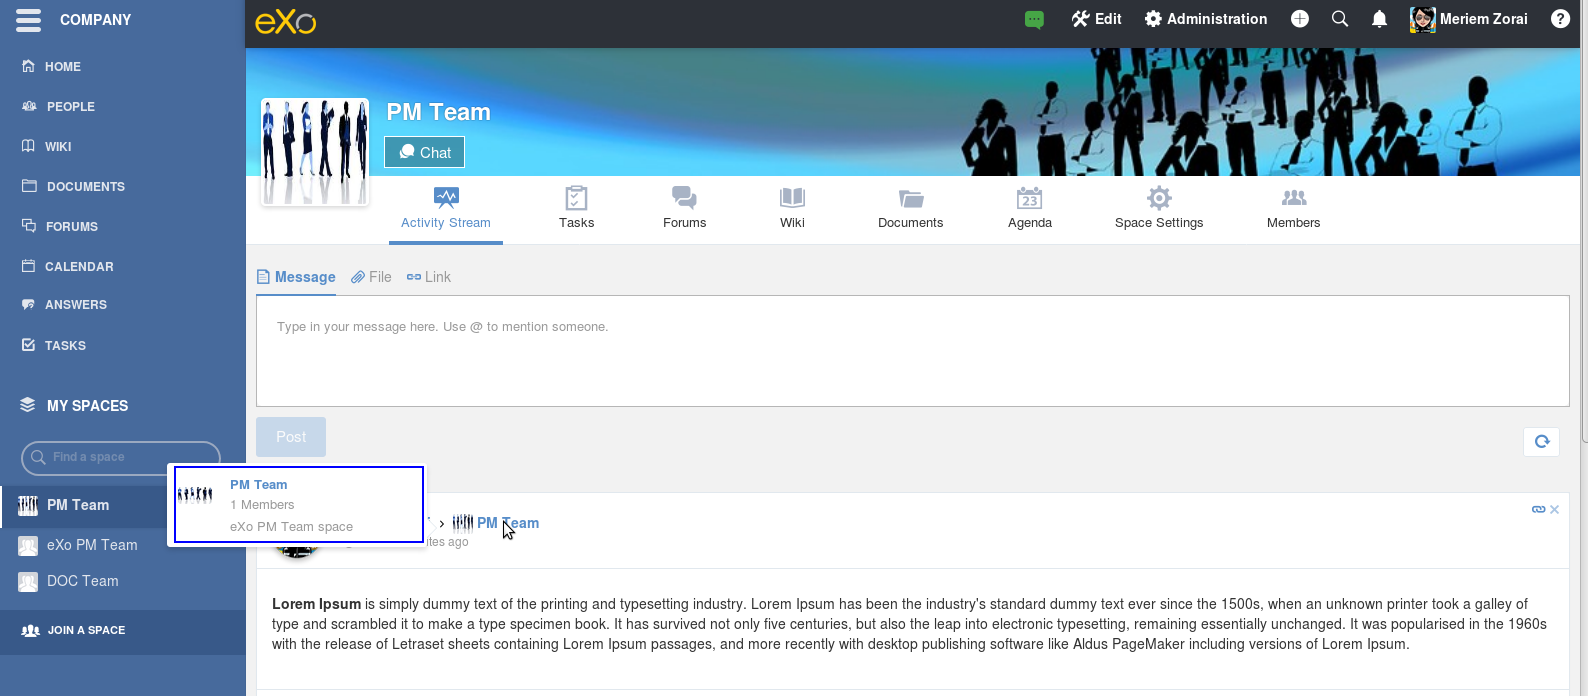 COMPANY
eXo
Edit
Administration
Meriem Zorai
?
HOME
PEOPLE
WIKI
DOCUMENTS
FORUMS
CALENDAR
ANSWERS
TASKS
MY SPACES
Find a space
PM Team
eXo PM Team
DOC Team
JOIN A SPACE
PM Team
Chat
Activity Stream
Tasks
Forums
Wiki
Documents
23
Agenda
Space Settings
Members
Message
File
Link
Type in your message here. Use @ to mention someone.
Post
PM Team
1 Members
eXo PM Team space
PM Team
ago
Lorem Ipsum is simply dummy text of the printing and typesetting industry. Lorem Ipsum has been the industry's standard dummy text ever since the 1500s, when an unknown printer took a galley of
type and scrambled it to make a type specimen book. It has survived not only five centuries, but also the leap into electronic typesetting, remaining essentially unchanged. It was popularised in the 1960s
with the release of Letraset sheets containing Lorem Ipsum passages, and more recently with desktop publishing software like Aldus PageMaker including versions of Lorem Ipsum.